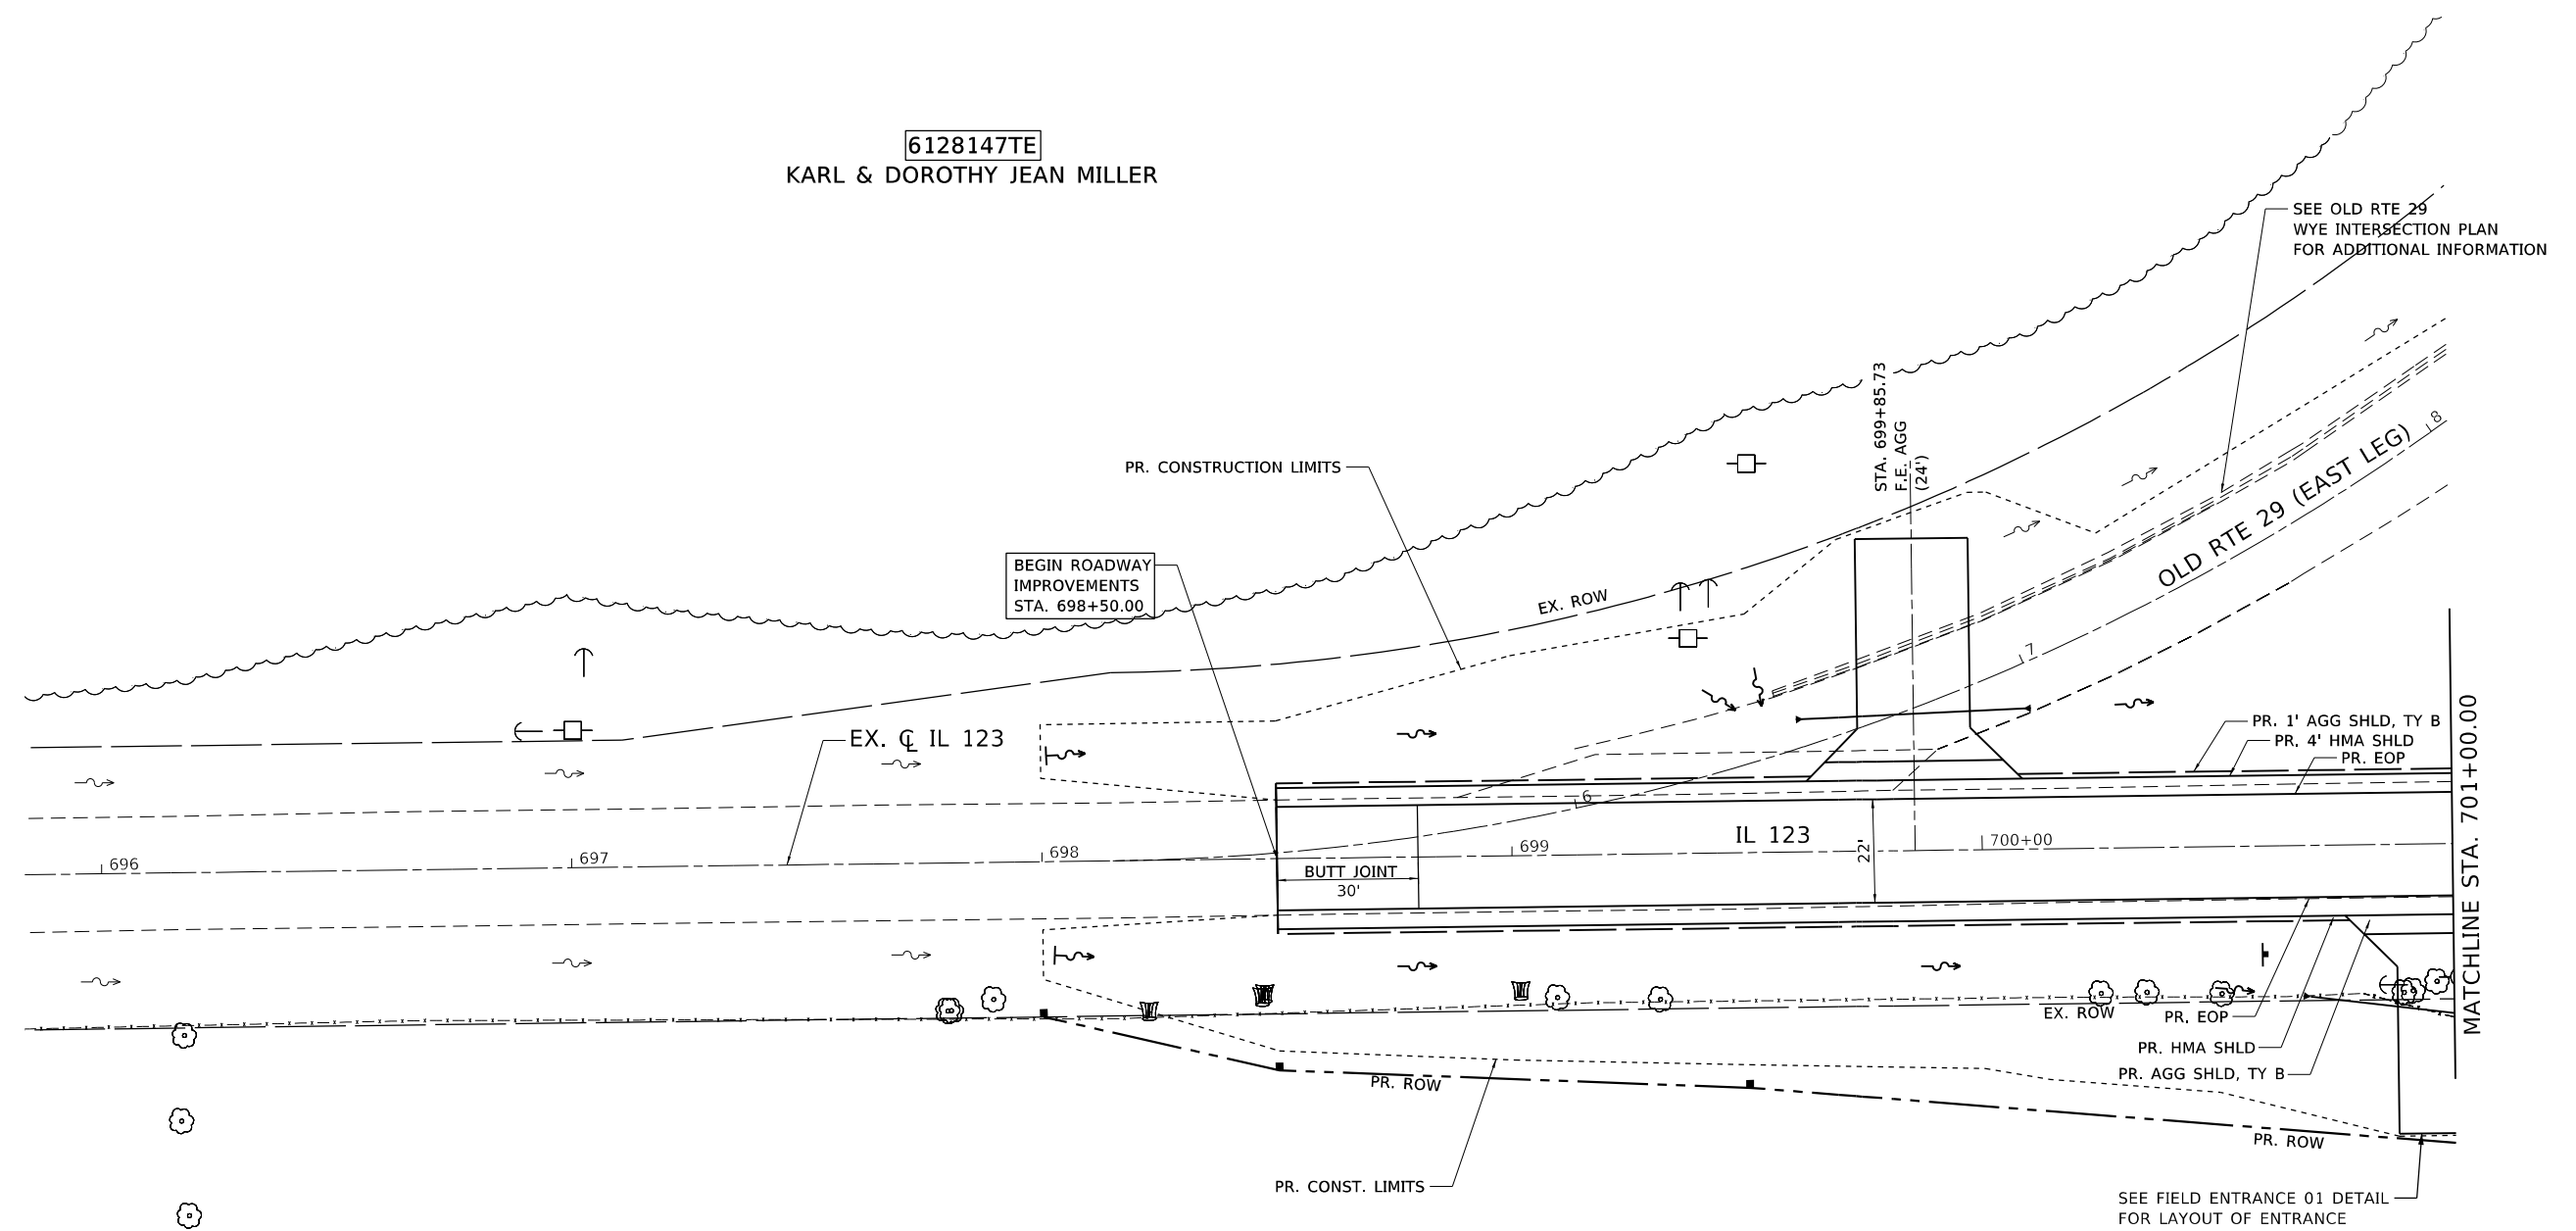 6128147TE
KARL & DOROTHY JEAN MILLER
SEE OLD RTE 29
WYE INTERSECTION PLAN
FOR ADDITIONAL INFORMATION
STA. 699+85.73
F.E. AGG
(24')
PR. CONSTRUCTION LIMITS
8
OLD RTE 29 (EAST LEG)
BEGIN ROADWAY
IMPROVEMENTS
STA. 698+50.00
EX. ROW
7
EX. ℄ IL 123
PR. 1' AGG SHLD, TY B
PR. 4' HMA SHLD
PR. EOP
6
IL 123
22'
696
697
698
699
700+00
BUTT JOINT
30'
MATCHLINE STA. 701+00.00
EX. ROW
PR. EOP
PR. HMA SHLD
PR. AGG SHLD, TY B
PR. ROW
PR. ROW
PR. CONST. LIMITS
SEE FIELD ENTRANCE 01 DETAIL
FOR LAYOUT OF ENTRANCE